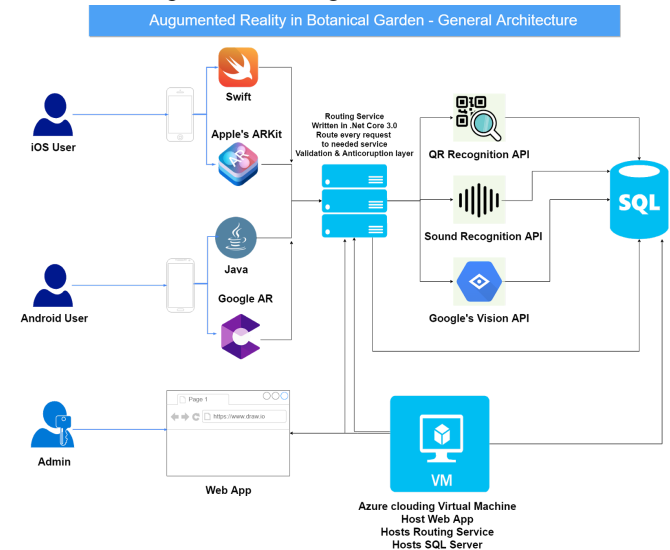 Augumented Reality in Botanical Garden - General Architecture
Swift
iOS User
Apple's ARKit
AR
Routing Service
Written in .Net Core 3.0
Route every request
to needed service
Validation & Anticoruption layer
QR Recognition API
SQL
Sound Recognition API
Java
Google AR
Android User
Google's Vision API
Page 1
https://www.draw.io
Admin
Web App
VM
Azure clouding Virtual Machine
Host Web App
Hosts Routing Service
Hosts SQL Server